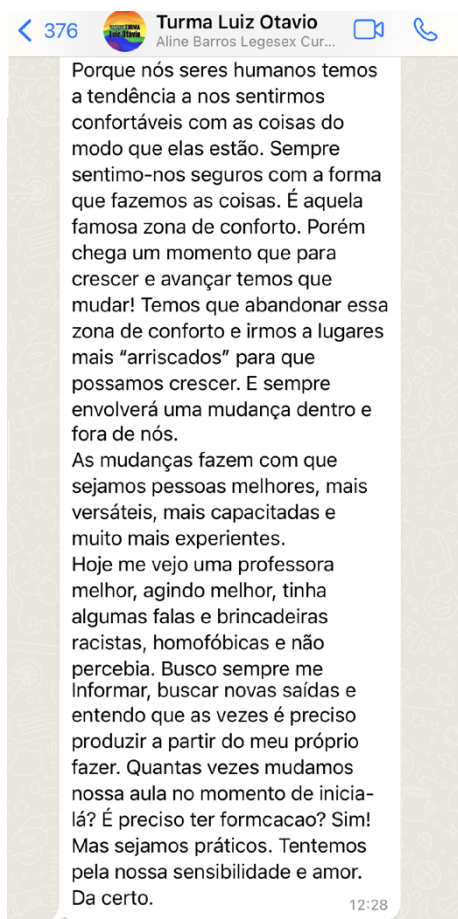 376
Turma Luiz Otavio
Aline Barros Legesex Cur...
Porque nós seres humanos temos
a tendência a nos sentirmos
confortáveis com as coisas do
modo que elas estão. Sempre
sentimo-nos seguros com a forma
que fazemos as coisas. É aquela
famosa zona de conforto. Porém
chega um momento que para
crescer e avançar temos que
mudar! Temos que abandonar essa
zona de conforto e irmos a lugares
mais “arriscados” para que
possamos crescer. E sempre
envolverá uma mudança dentro e
fora de nós.
As mudanças fazem com que
sejamos pessoas melhores, mais
versáteis, mais capacitadas e
muito mais experientes.
Hoje me vejo uma professora
melhor, agindo melhor, tinha
algumas falas e brincadeiras
racistas, homofóbicas e não
percebia. Busco sempre me
Informar, buscar novas saídas e
entendo que as vezes é preciso
produzir a partir do meu próprio
fazer. Quantas vezes mudamos
nossa aula no momento de inicia-
lá? É preciso ter formcacao? Sim!
Mas sejamos práticos. Tentemos
pela nossa sensibilidade e amor.
Da certo.
12:28